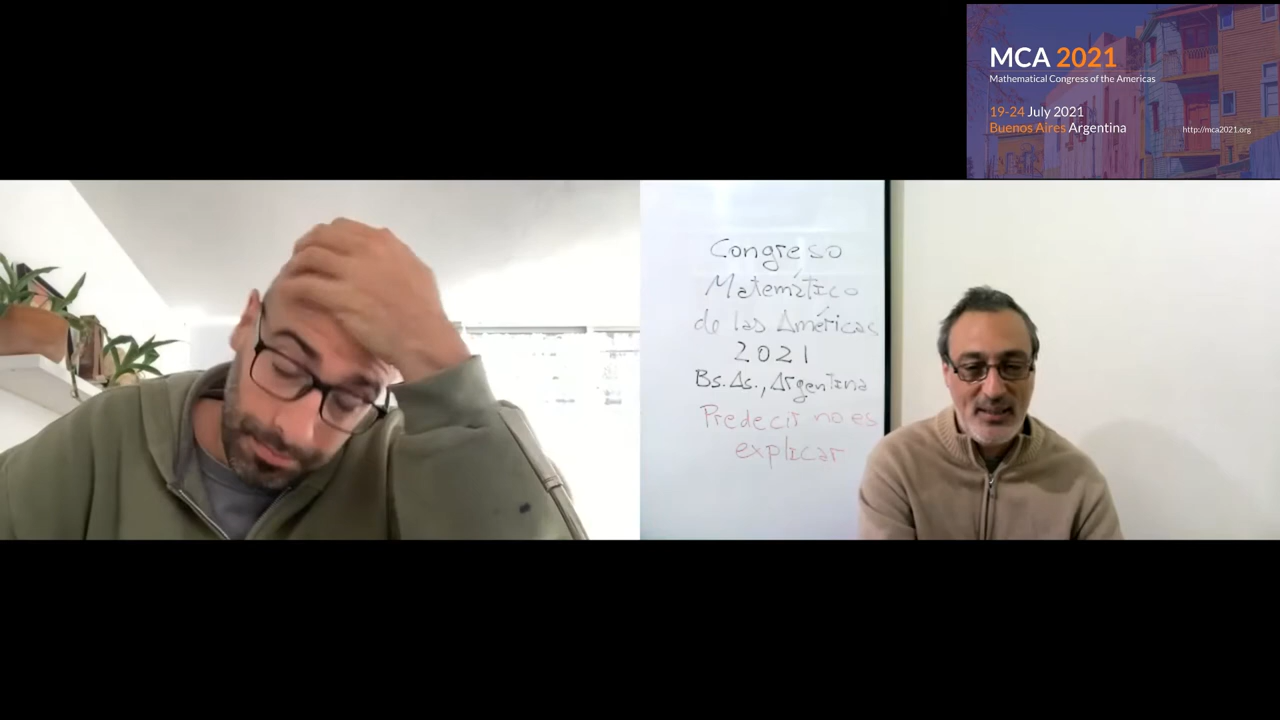 MCA 2021
Mathematical Congress of the Americas
19-24 July 2021
Buenos Aires Argentina
http://mca2021.org
Congreso
Matemático
de las Américas
2021
Bs. As., Argentina
Predecir no es
explicar